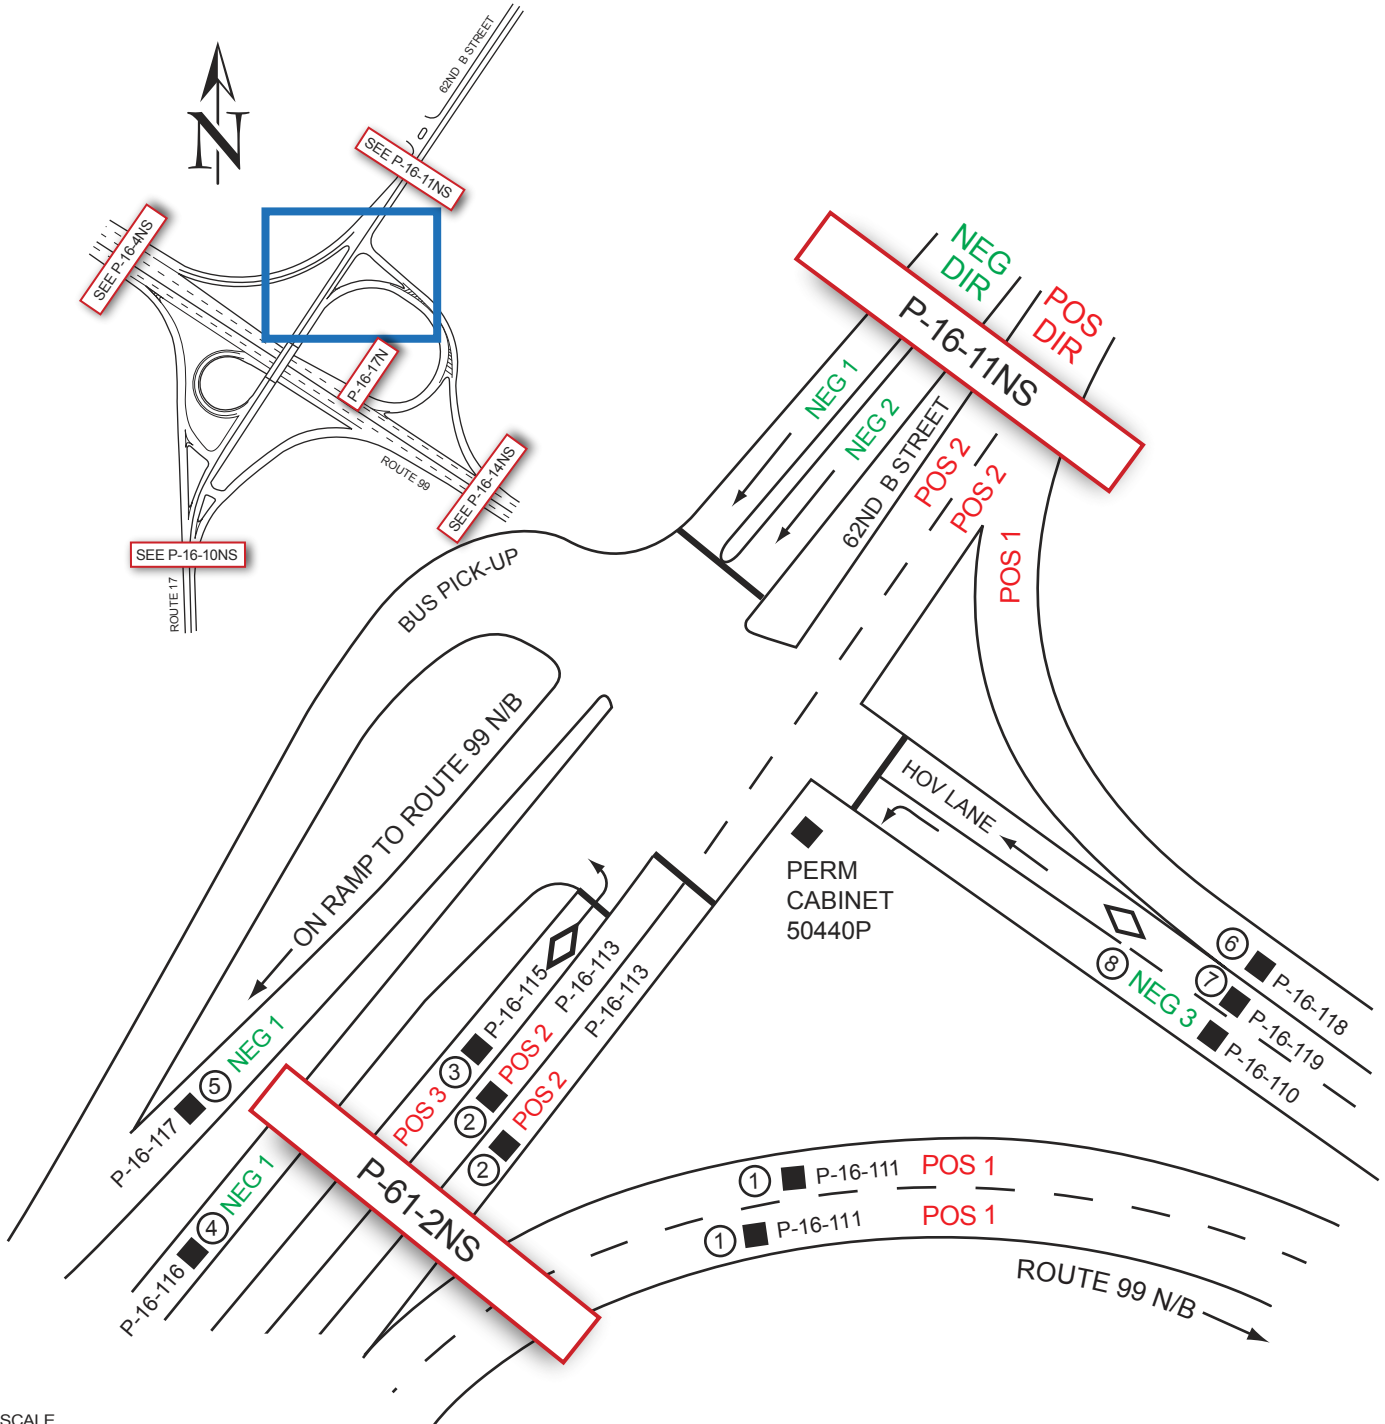 62ND B STREET
N
SEE P-16-11NS
SEE P-16-4NS
P-16-17N
ROUTE 99
SEE P-16-14NS
SEE P-16-10NS
ROUTE 17
NEG
DIR
POS
DIR
P-16-11NS
NEG 1
NEG 2
62ND B STREET
POS 2
POS 2
POS 1
BUS PICK-UP
ON RAMP TO ROUTE 99 N/B
HOV LANE
PERM
CABINET
50440P
6
P-16-118
7
P-16-119
8
NEG 3
P-16-110
P-16-117
5
NEG 1
P-16-116
4
NEG 1
POS 3
3
P-16-115
2
POS 2
P-16-113
2
POS 2
P-16-113
P-61-2NS
1
P-16-111
POS 1
1
P-16-111
POS 1
ROUTE 99 N/B
SCALE